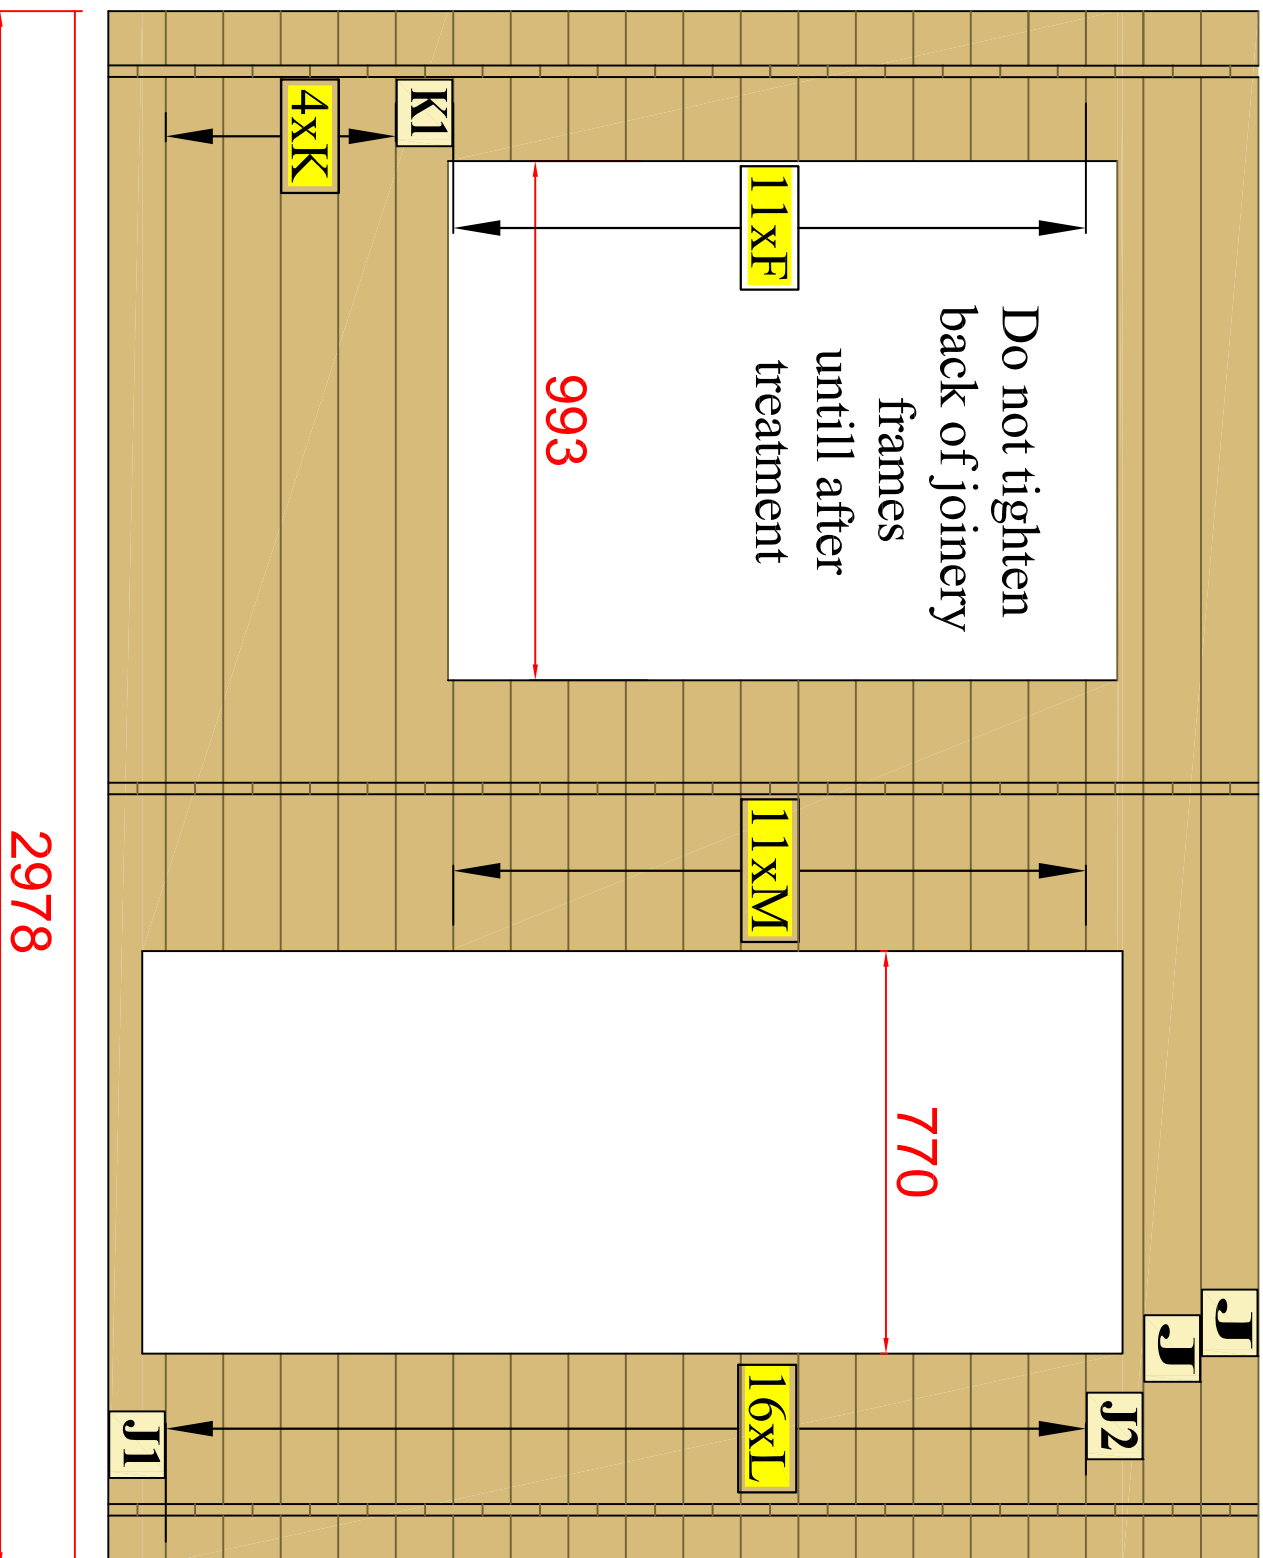 J
J
J2
Do not tighten
back of joinery
frames
untill after
treatment
770
11xF
11xM
16xL
993
K1
4xK
J1
2978